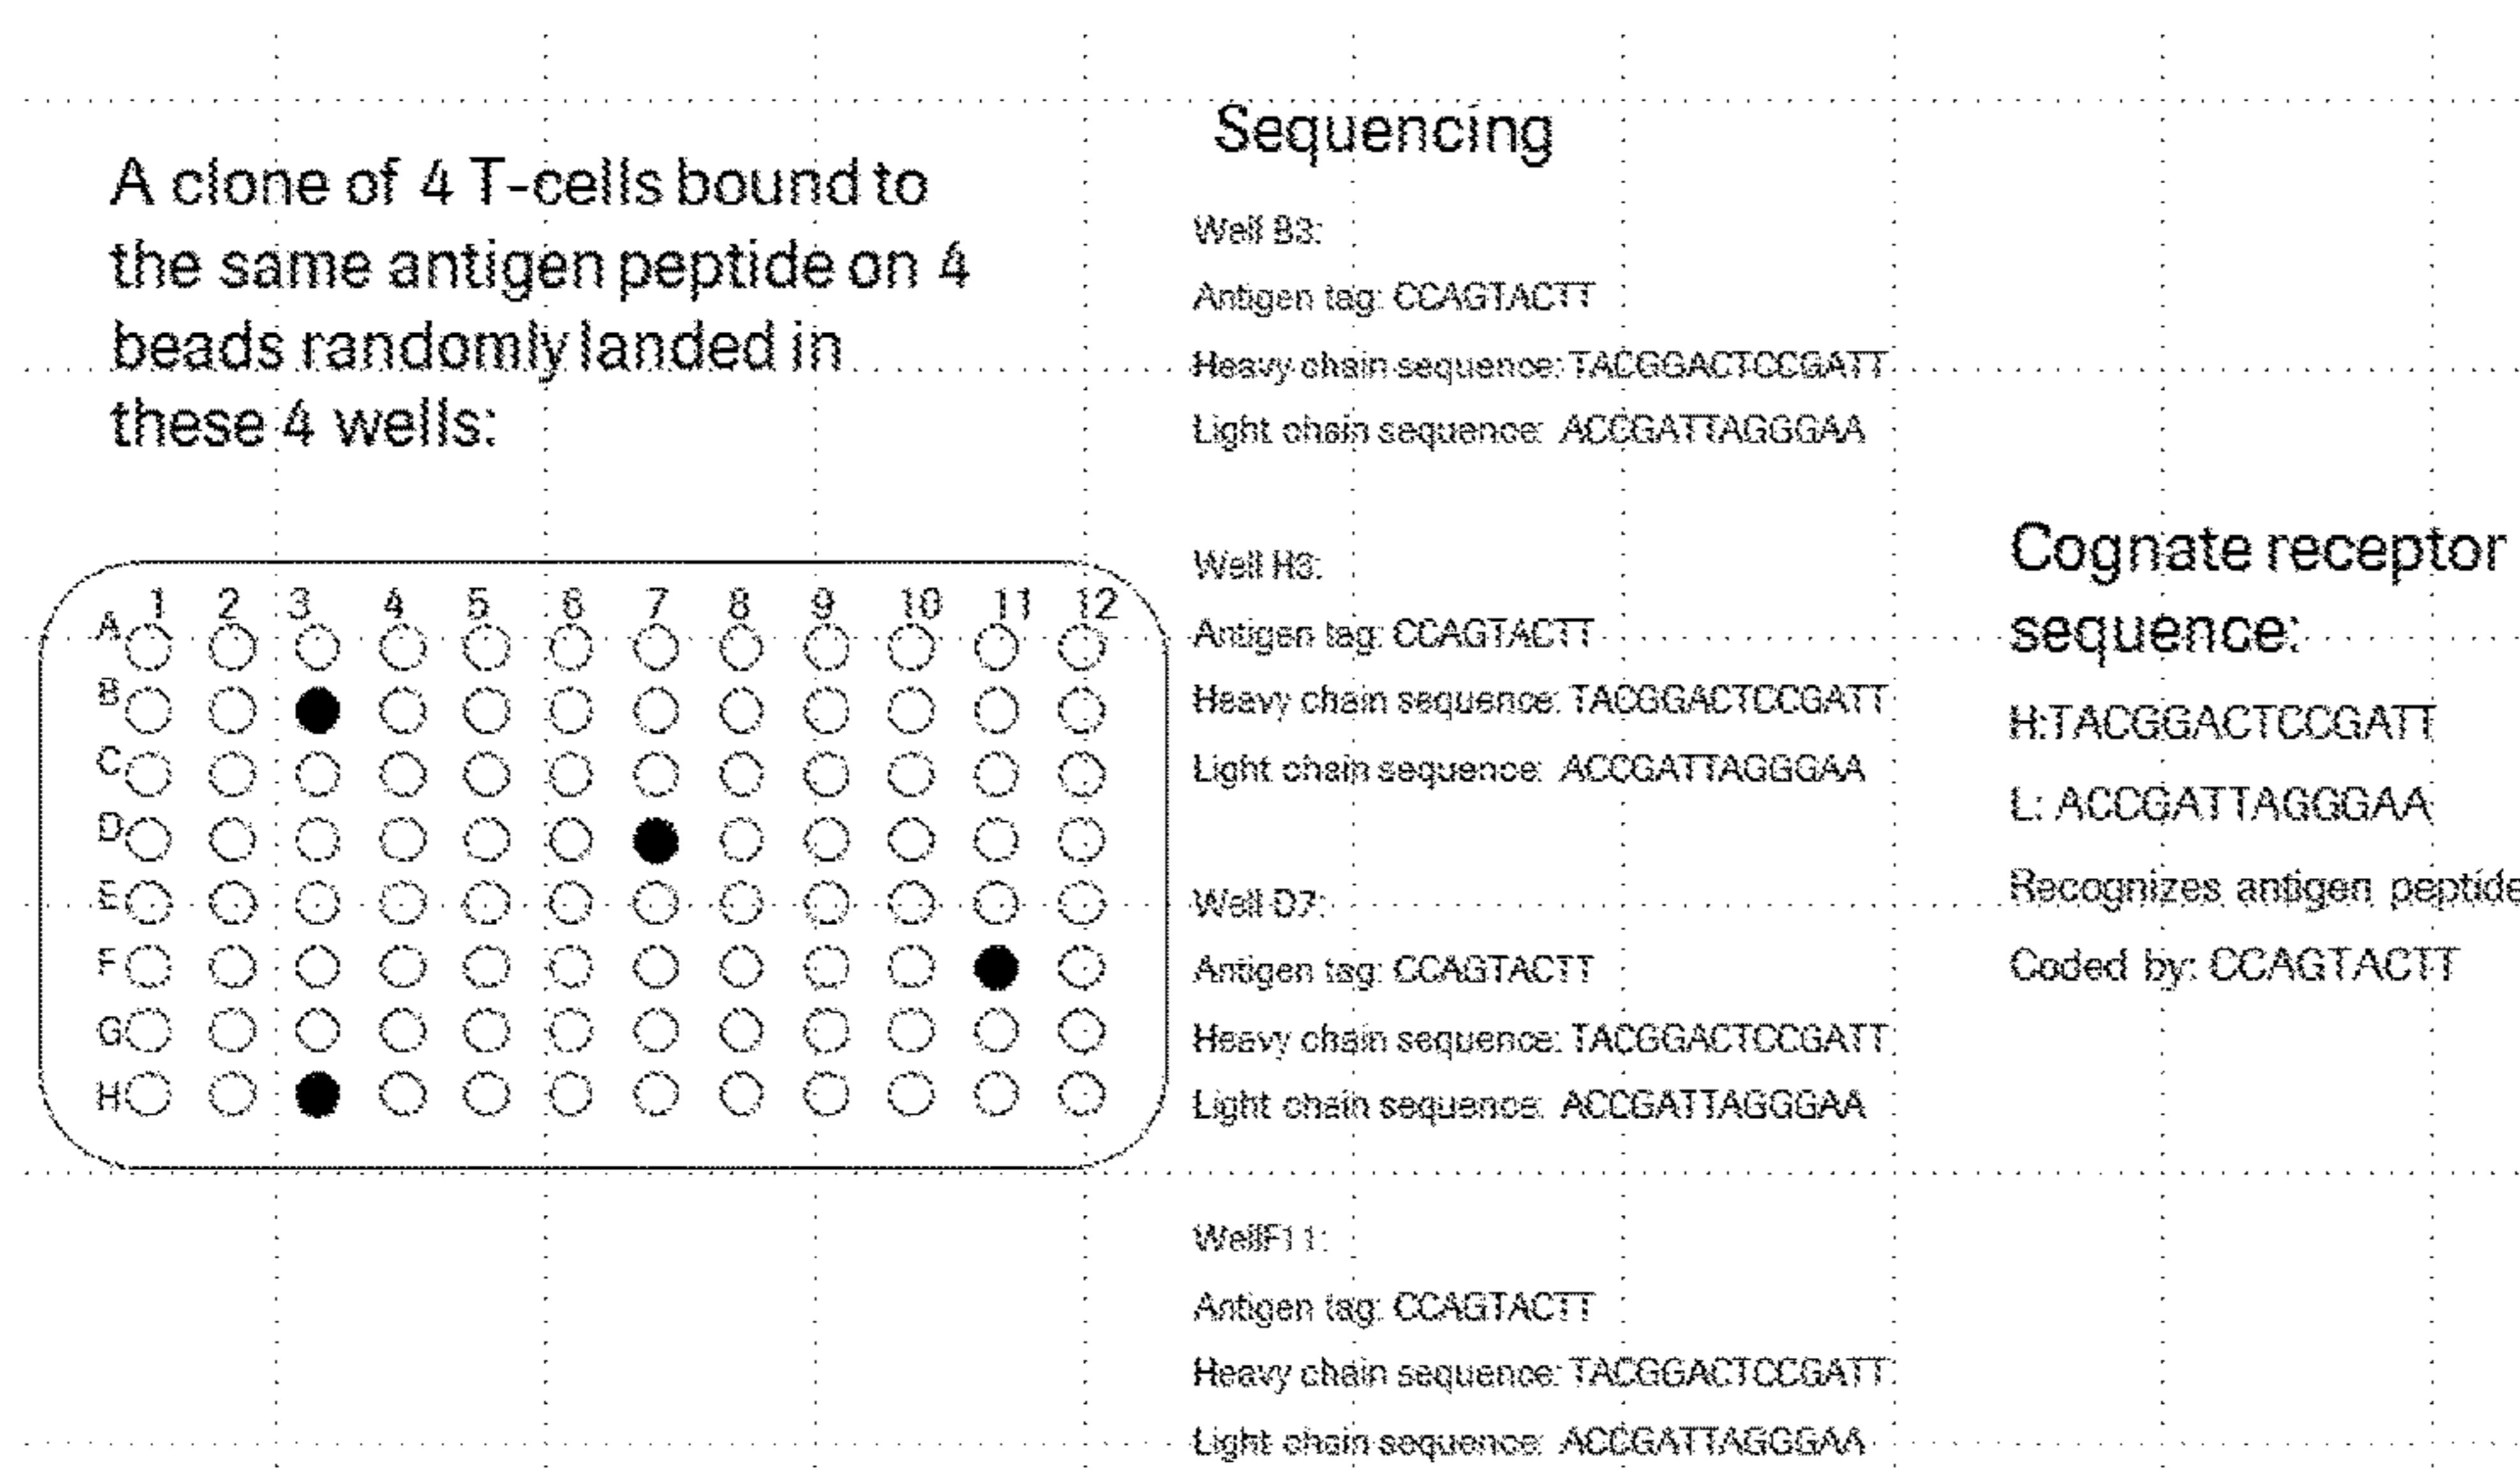 A clone of 4 T-cells bound to
the same antigen peptide on 4
beads randomly landed in
these 4 wells:
1 2 3 4 5 6 7 8 9 10 11 12
A
B
C
D
E
F
G
H
Sequencing
Well B3:
Antigen tag: CCAGTACTT
Heavy chain sequence: TACGGACTCCGATT
Light chain sequence: ACCGATTAGGGAA
Well H3:
Antigen tag: CCAGTACTT
Heavy chain sequence: TACGGACTCCGATT
Light chain sequence: ACCGATTAGGGAA
Well D7:
Antigen tag: CCAGTACTT
Heavy chain sequence: TACGGACTCCGATT
Light chain sequence: ACCGATTAGGGAA
WellF11:
Antigen tag: CCAGTACTT
Heavy chain sequence: TACGGACTCCGATT
Light chain sequence: ACCGATTAGGGAA
Cognate receptor
sequence:
H:TACGGACTCCGATT
L: ACCGATTAGGGAA
Recognizes antigen peptide
Coded by: CCAGTACTT